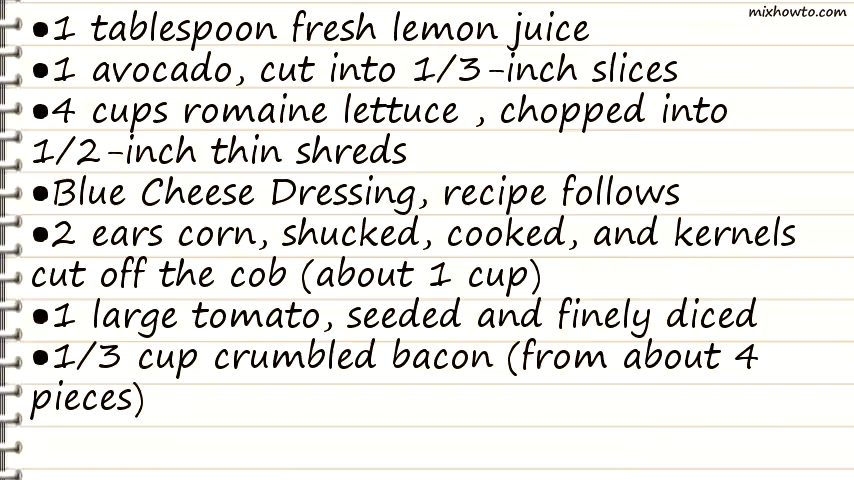 mixhowto.com
•1 tablespoon fresh lemon juice
•1 avocado, cut into 1/3-inch slices
•4 cups romaine lettuce , chopped into
1/2-inch thin shreds
•Blue Cheese Dressing, recipe follows
•2 ears corn, shucked, cooked, and kernels
cut off the cob (about 1 cup)
•1 large tomato, seeded and finely diced
•1/3 cup crumbled bacon (from about 4
pieces)